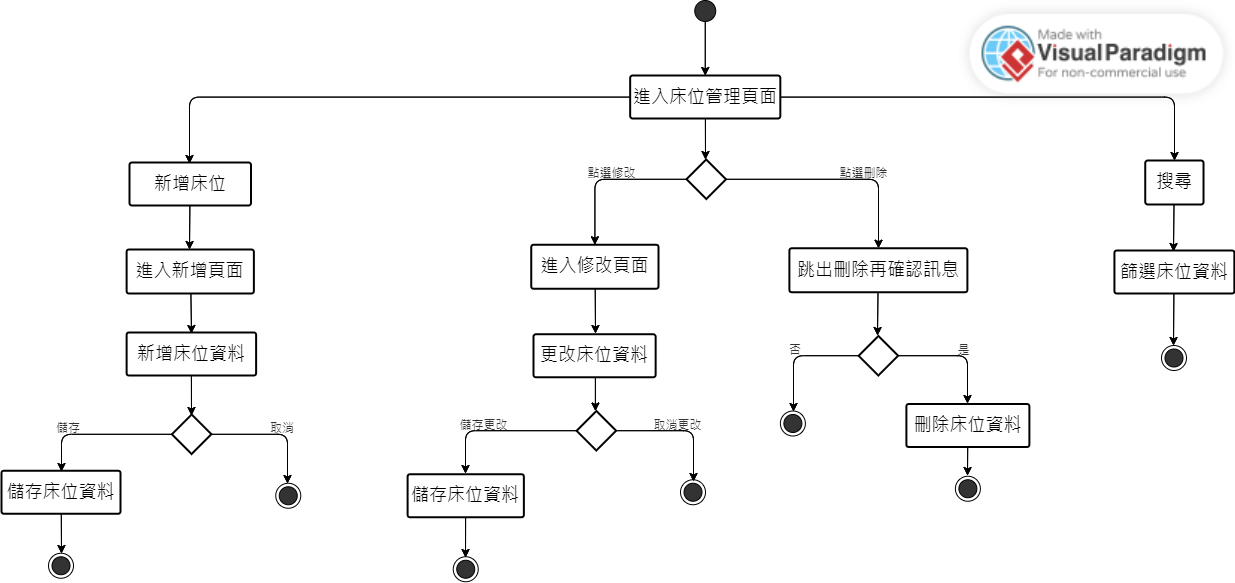 Made with
Visual Paradigm
For non-commercial use
進入床位管理頁面
新增床位
點選修改
點選刪除
搜尋
進入新增頁面
進入修改頁面
跳出刪除再確認訊息
篩選床位資料
新增床位資料
更改床位資料
否
是
儲存
取消
儲存更改
取消更改
刪除床位資料
儲存床位資料
儲存床位資料